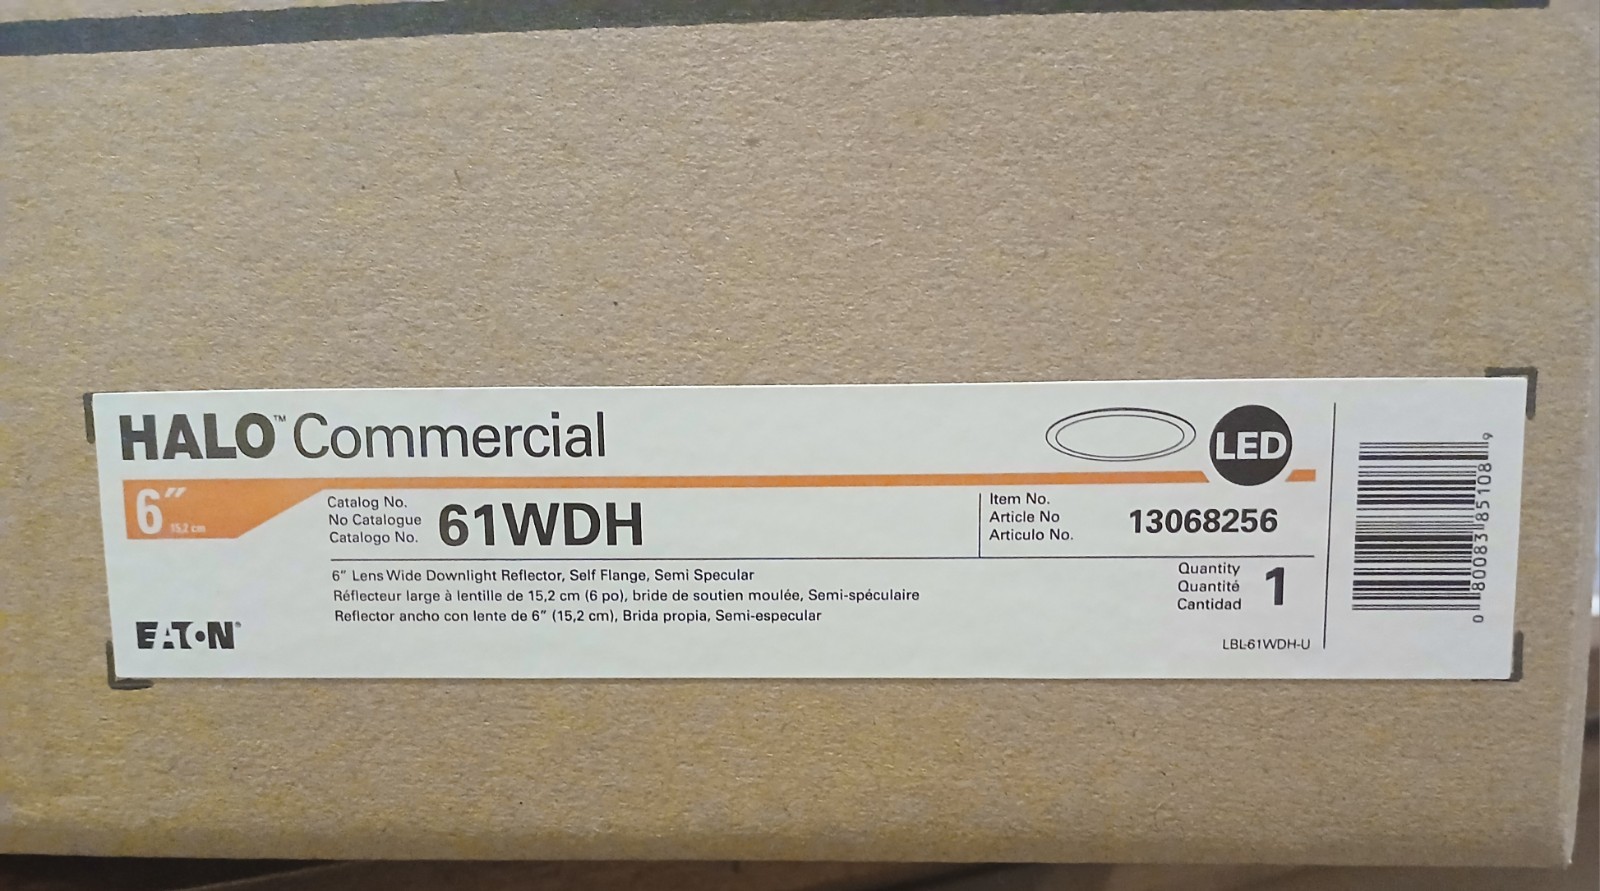 HALO™ Commercial
LED
6”
15,2 cm
Catalog No.
No Catalogue
Catalogo No.
61WDH
Item No.
Article No
Articulo No.
13068256
6” Lens Wide Downlight Reflector, Self Flange, Semi Specular
Réflecteur large à lentille de 15,2 cm (6 po), bride de soutien moulée, Semi-spéculaire
Reflector ancho con lente de 6” (15,2 cm), Brida propia, Semi-especular
Quantity
Quantité
Cantidad
1
EATON®
LBL-61WDH-U
0 80083 85108 9